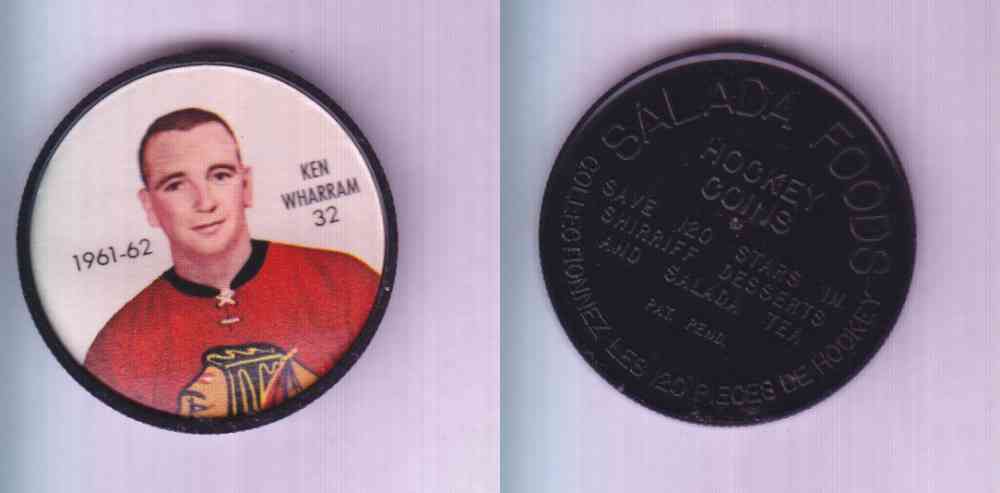 1961-62
KEN
WHARRAM
32
SALADA FOODS
HOCKEY
COINS
SAVE 120 STARS IN
SHIRRIFF DESSERTS
AND SALADA TEA
PAT. PEND.
COLLECTIONNEZ LES 120 PIECES DE HOCKEY